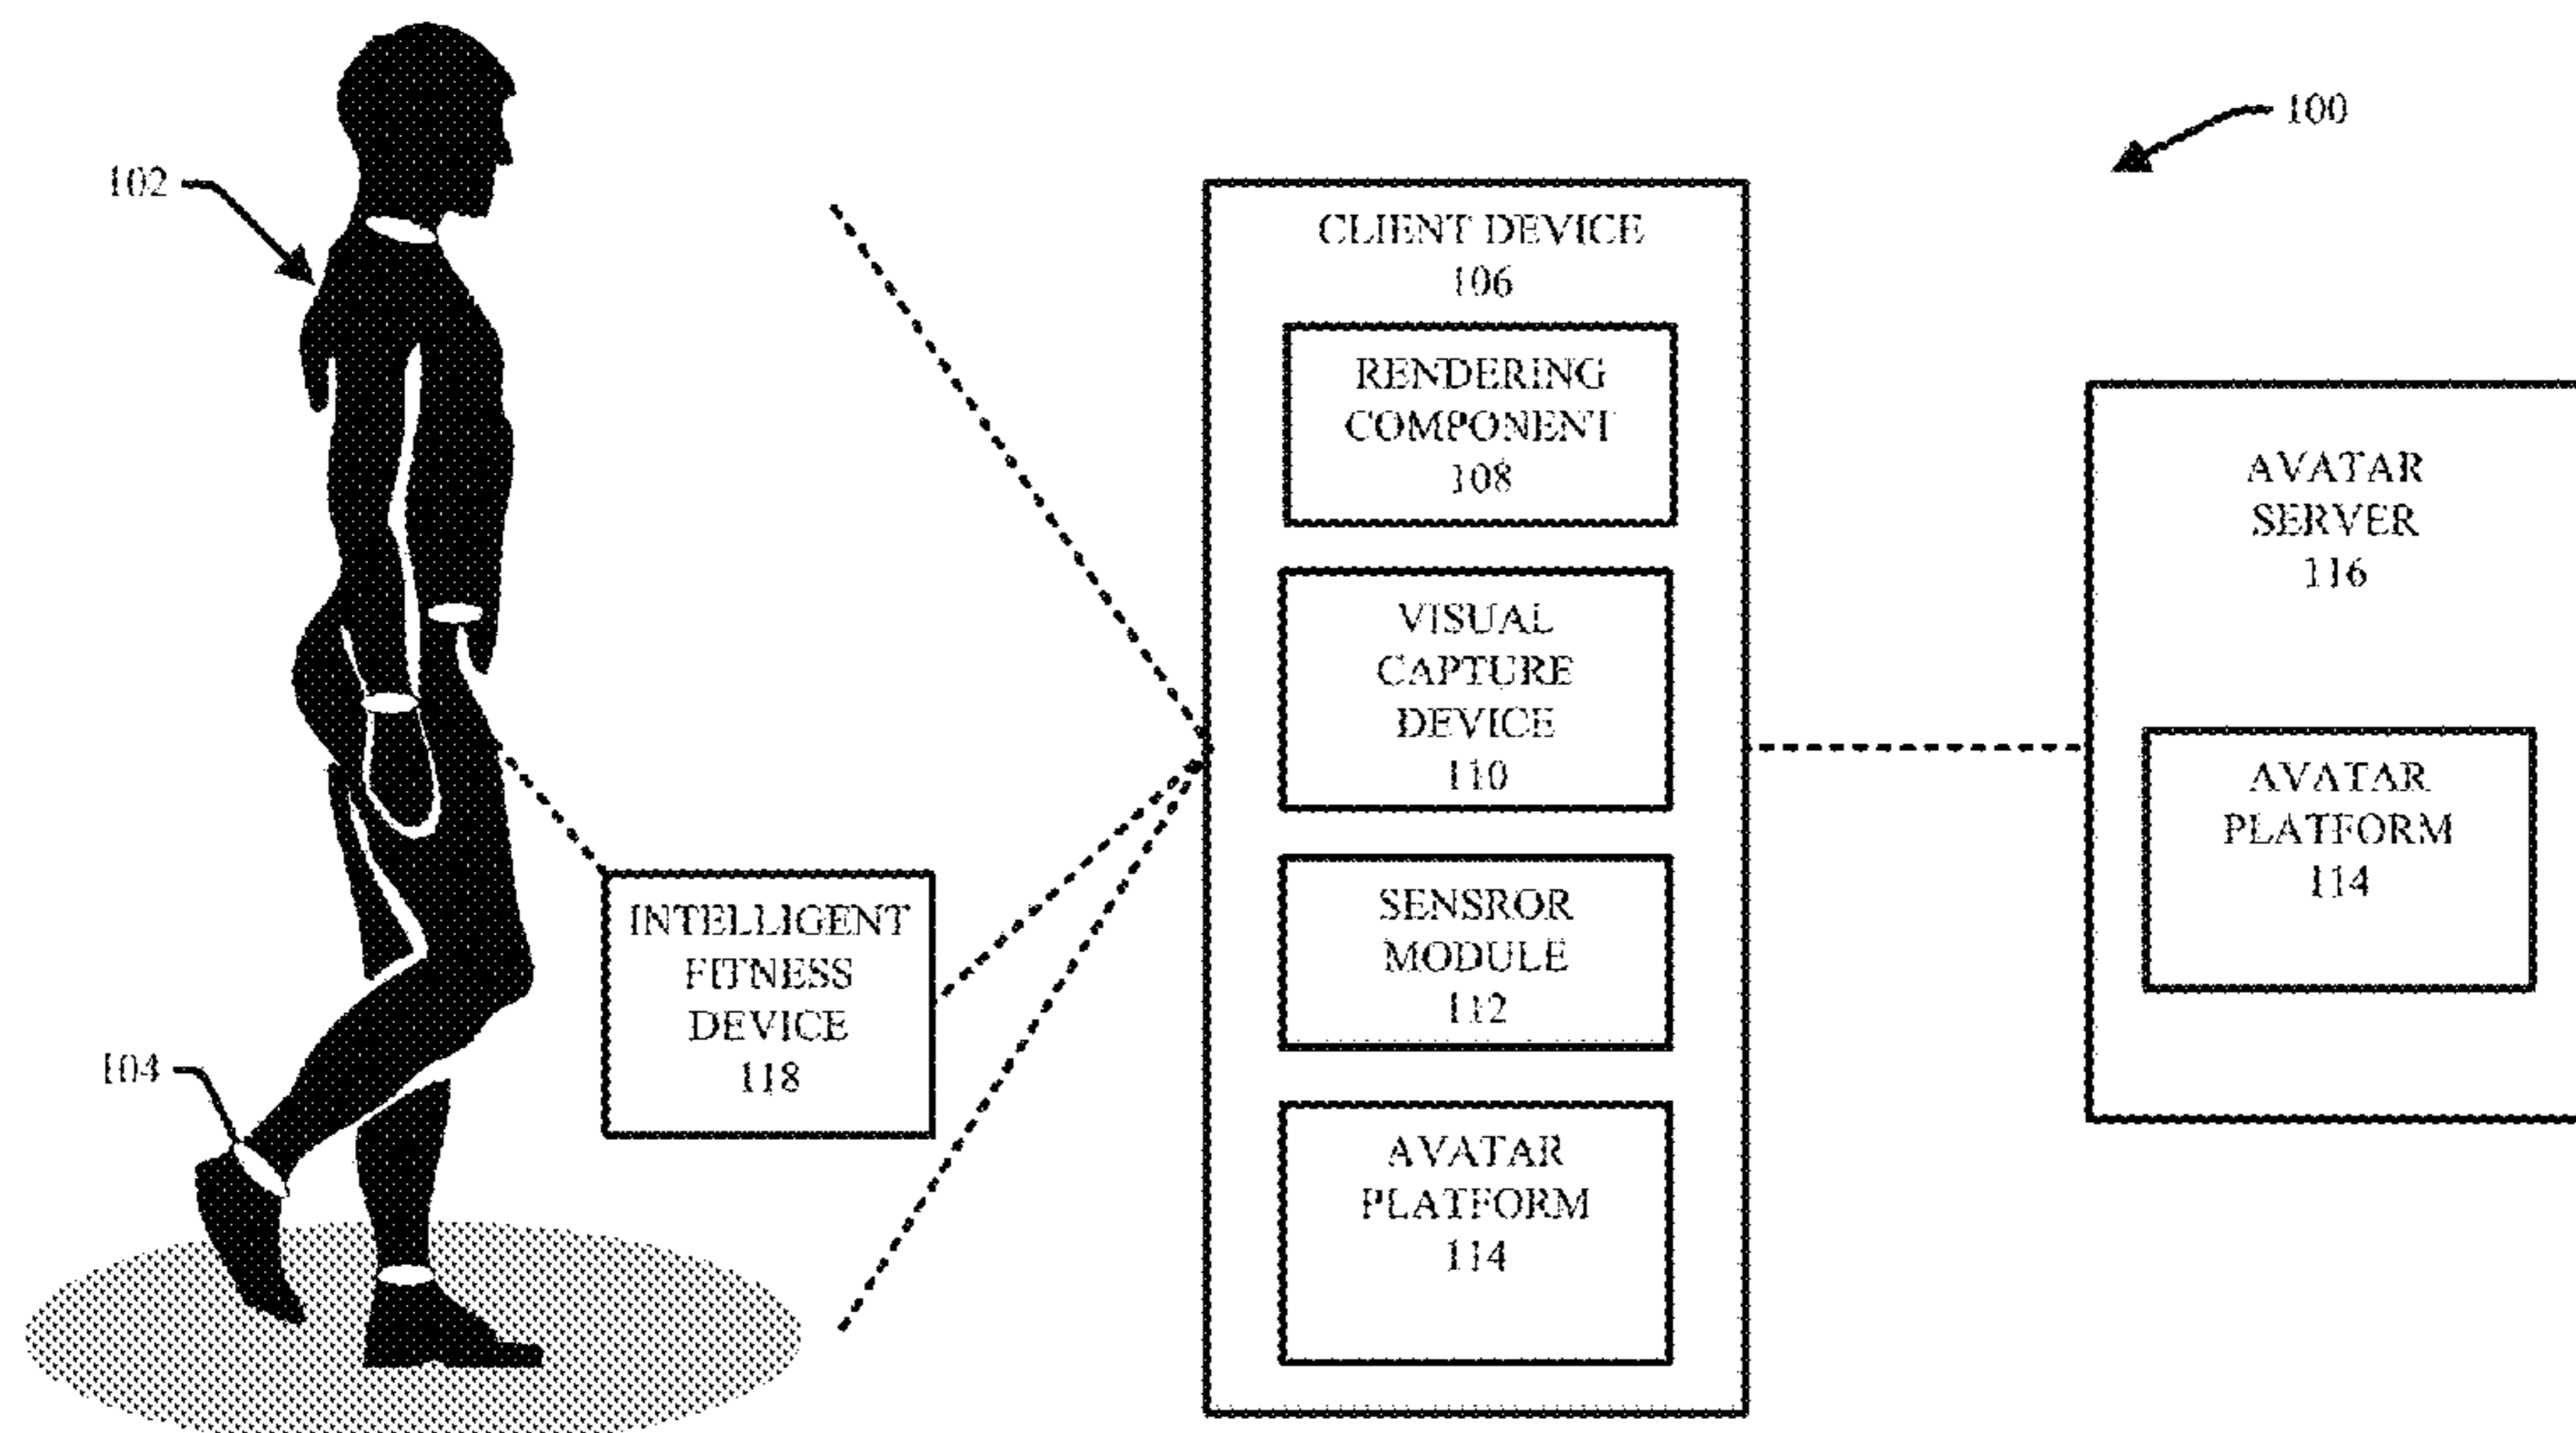 100
102
CLIENT DEVICE
106
RENDERING
COMPONENT
108
VISUAL
CAPTURE
DEVICE
110
SENSROR
MODULE
112
AVATAR
PLATFORM
114
AVATAR
SERVER
116
AVATAR
PLATFORM
114
INTELLIGENT
FITNESS
DEVICE
118
104